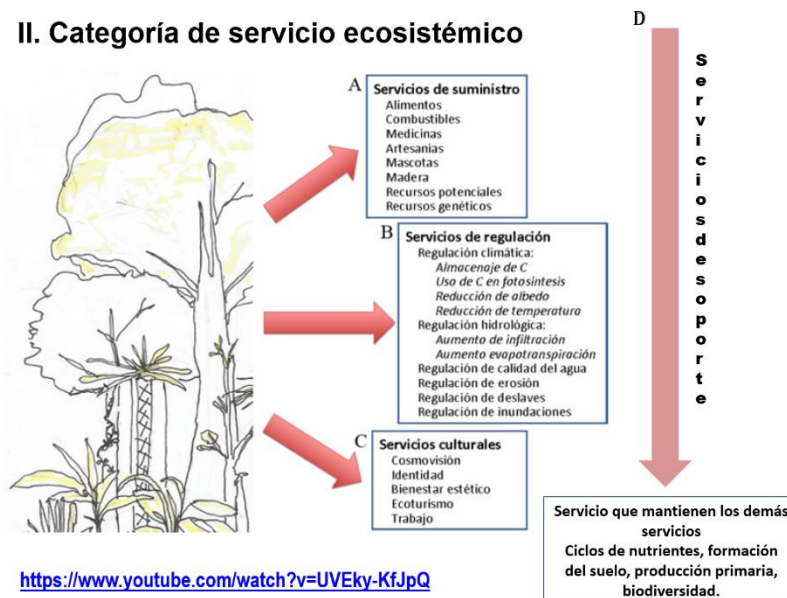 II. Categoría de servicio ecosistémico
A
Servicios de suministro
Alimentos
Combustibles
Medicinas
Artesanías
Mascotas
Madera
Recursos potenciales
Recursos genéticos
B
Servicios de regulación
Regulación climática:
Almacenaje de C
Uso de C en fotosíntesis
Reducción de albedo
Reducción de temperatura
Regulación hidrológica:
Aumento de infiltración
Aumento evapotranspiración
Regulación de calidad del agua
Regulación de erosión
Regulación de deslaves
Regulación de inundaciones
C
Servicios culturales
Cosmovisión
Identidad
Bienestar estético
Ecoturismo
Trabajo
D
Serviciosdesoporte
Servicio que mantienen los demás
servicios
Ciclos de nutrientes, formación
del suelo, producción primaria,
biodiversidad.
https://www.youtube.com/watch?v=UVEky-KfJpQ